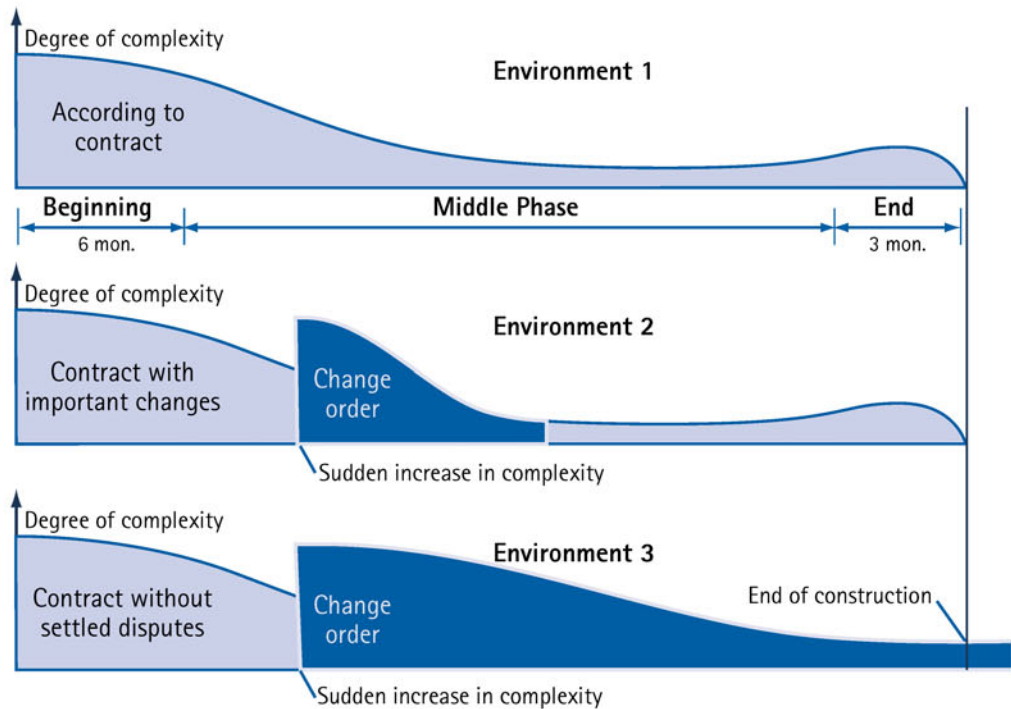 Degree of complexity
Environment 1
According to
contract
Beginning
Middle Phase
End
6 mon.
3 mon.
Degree of complexity
Environment 2
Contract with
important changes
Change
order
Sudden increase in complexity
Degree of complexity
Environment 3
End of construction
Contract without
settled disputes
Change
order
Sudden increase in complexity